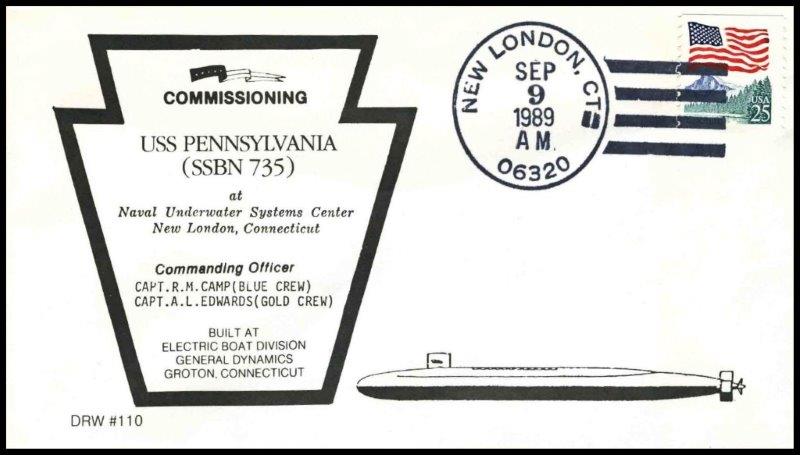 COMMISSIONING
USS PENNSYLVANIA
(SSBN 735)
at
Naval Underwater Systems Center
New London, Connecticut
Commanding Officer
CAPT.R.M.CAMP(BLUE CREW)
CAPT.A.L.EDWARDS(GOLD CREW)
BUILT AT
ELECTRIC BOAT DIVISION
GENERAL DYNAMICS
GROTON, CONNECTICUT
DRW #110
NEW LONDON, CT
SEP
9
1989
A.M.
06320
USA
25